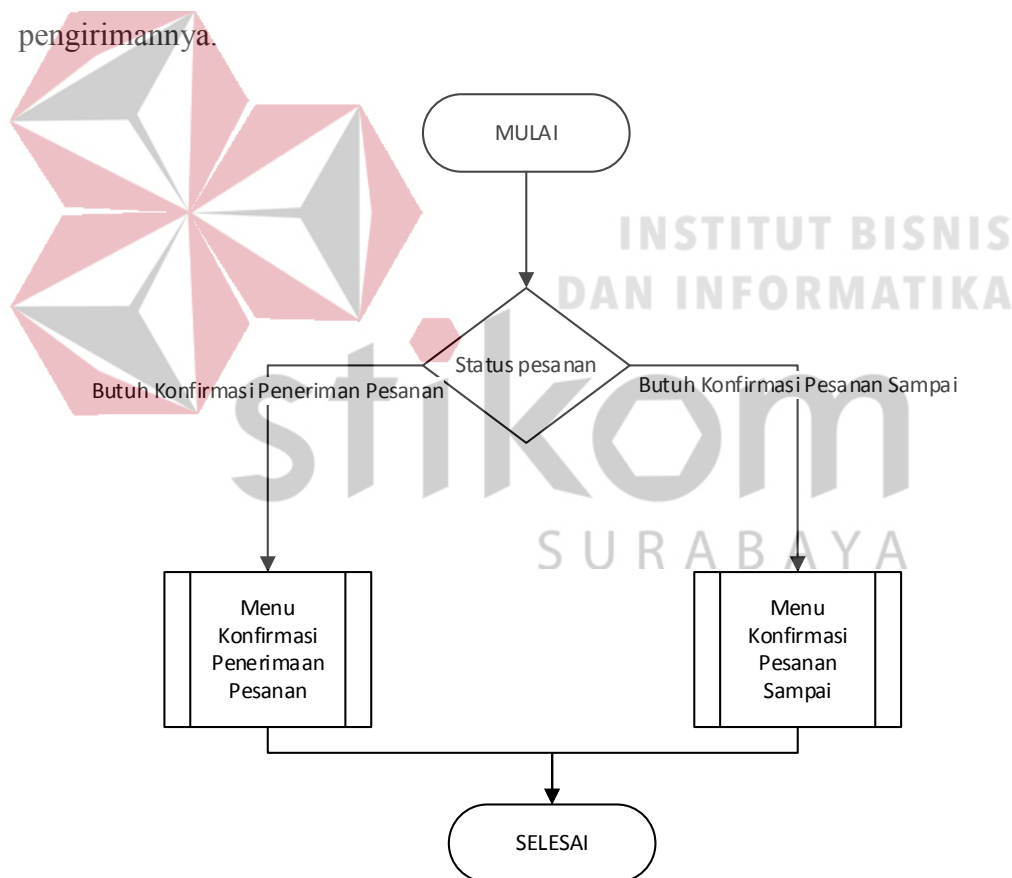 pengirimannya.
MULAI
INSTITUT BISNIS
DAN INFORMATIKA
Status pesanan
Butuh Konfirmasi Peneriman Pesanan
Butuh Konfirmasi Pesanan Sampai
stikom
SURABAYA
Menu
Konfirmasi
Penerimaan
Pesanan
Menu
Konfirmasi
Pesanan
Sampai
SELESAI